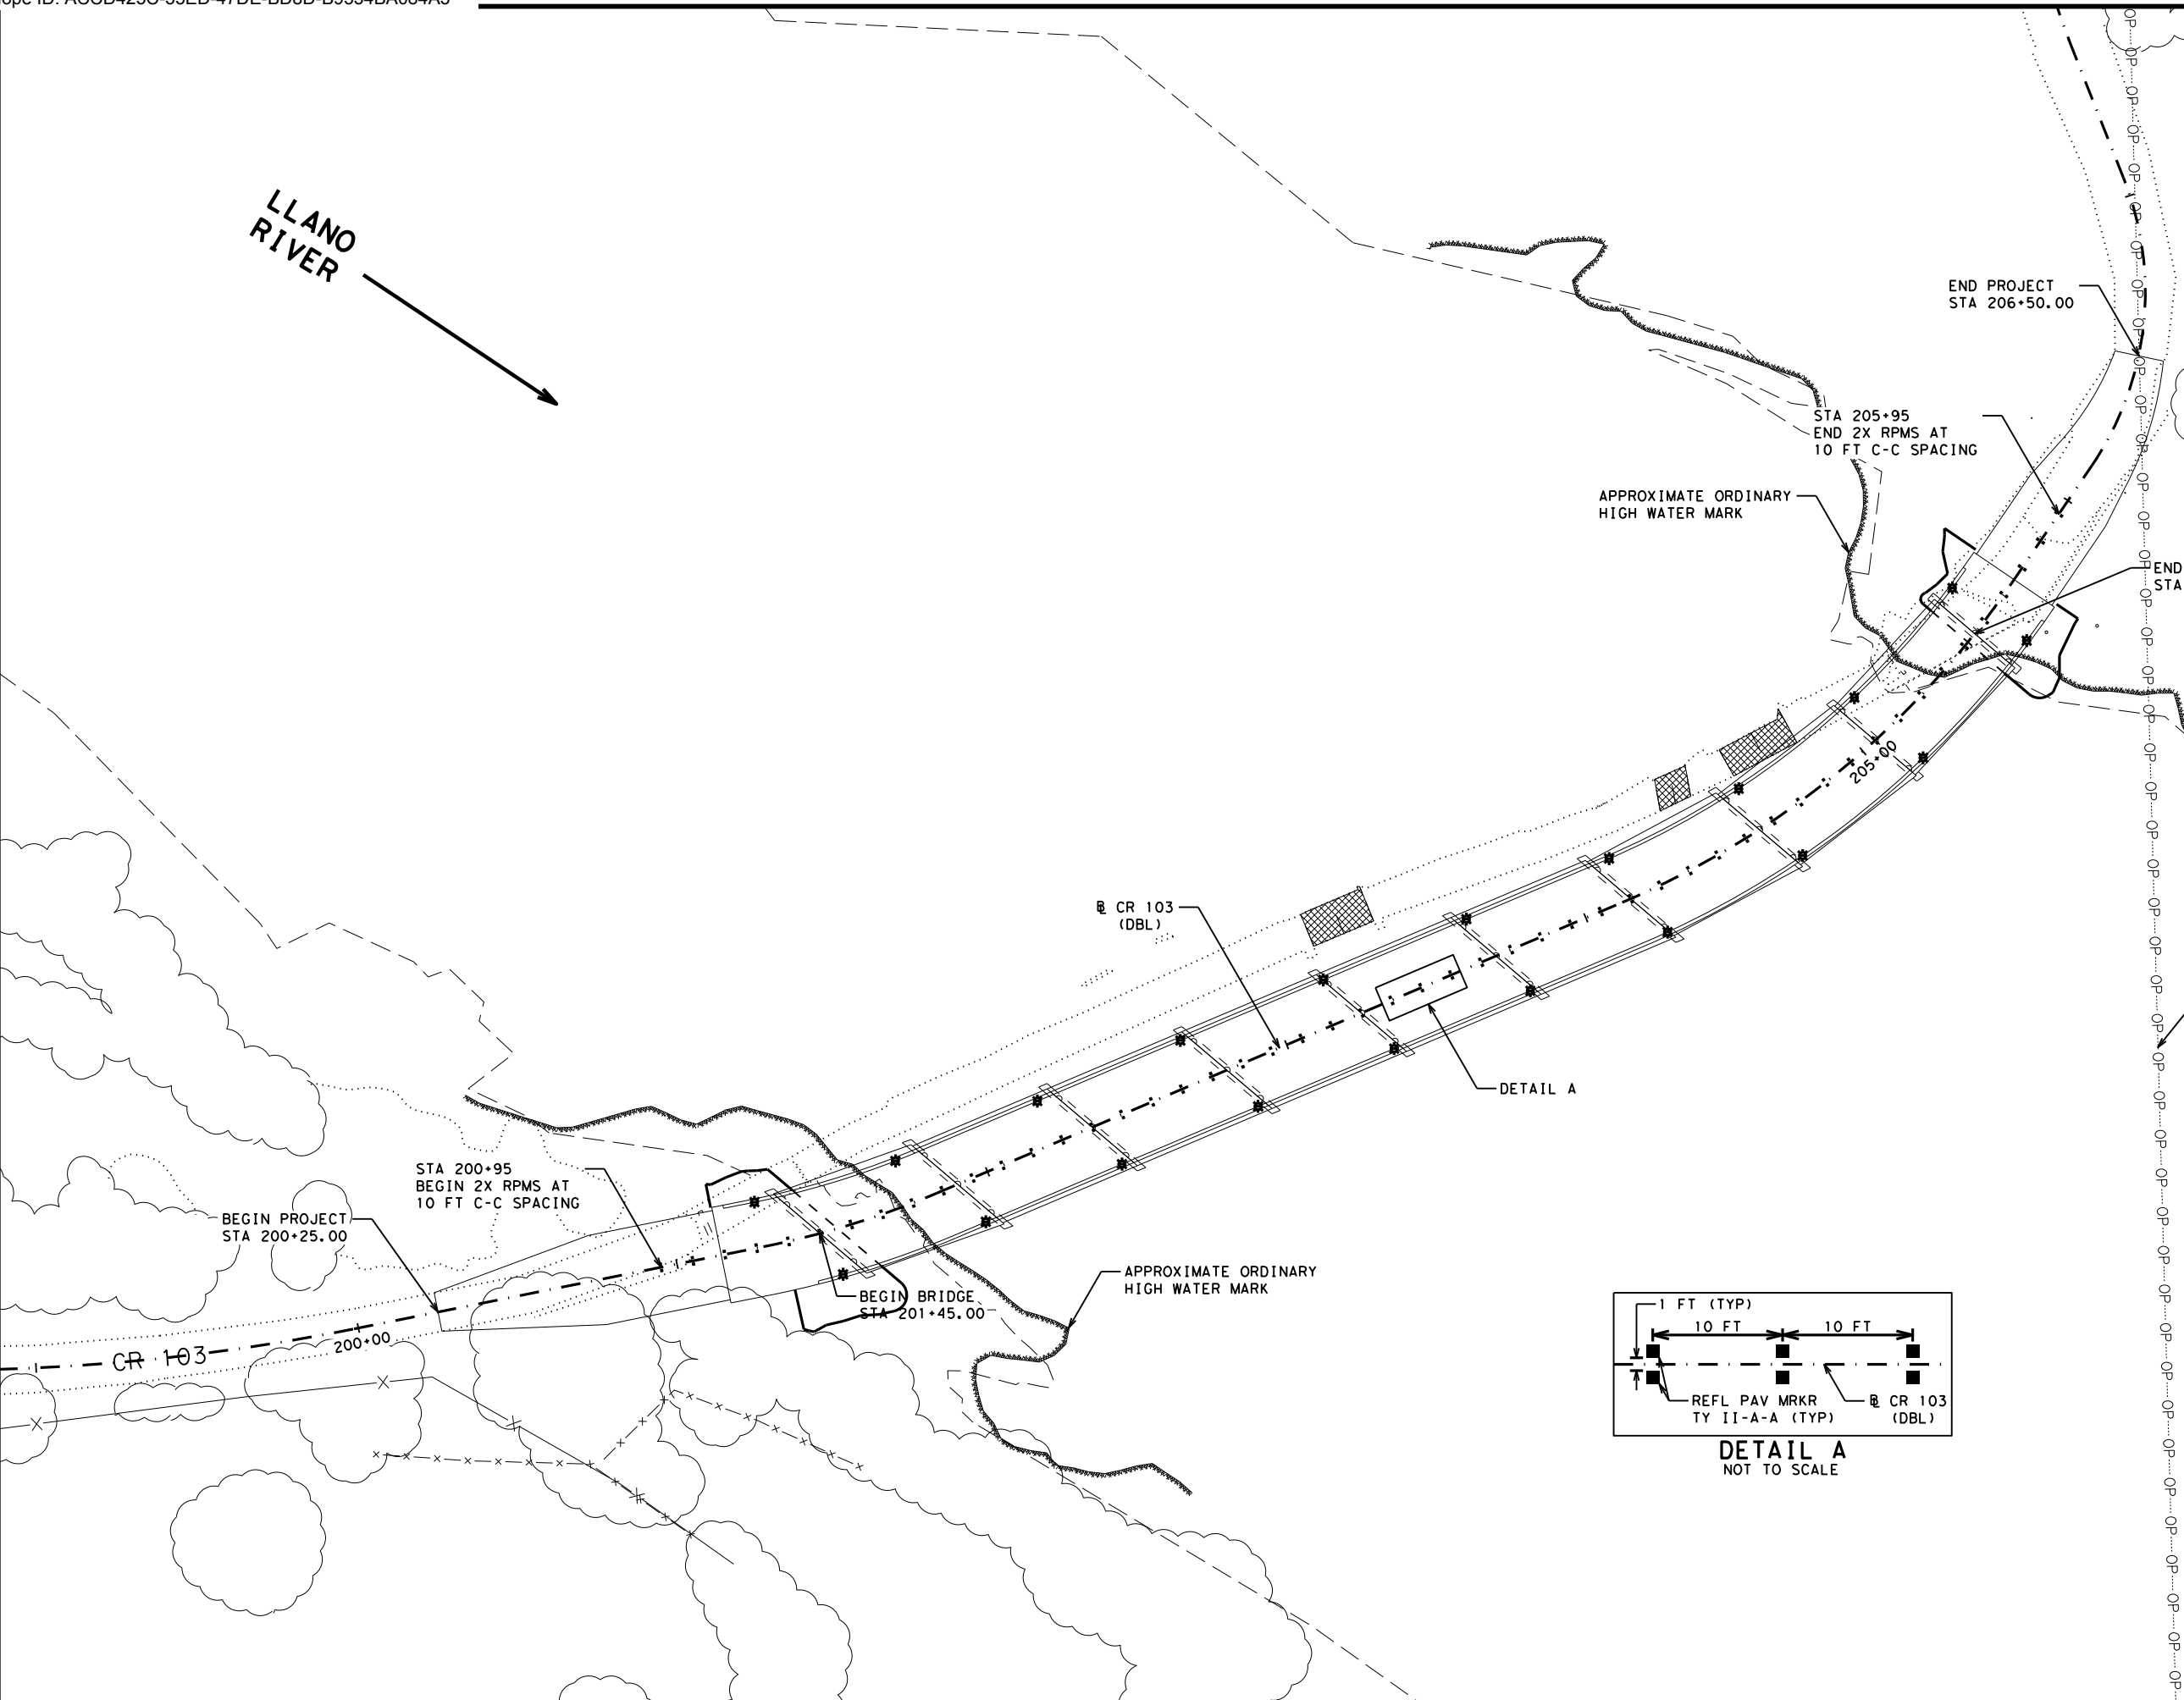 LLANO
RIVER
END PROJECT
STA 206+50.00
STA 205+95
END 2X RPMS AT
10 FT C-C SPACING
APPROXIMATE ORDINARY
HIGH WATER MARK
END
STA
205+00
℄ CR 103
(DBL)
DETAIL A
STA 200+95
BEGIN 2X RPMS AT
10 FT C-C SPACING
BEGIN PROJECT
STA 200+25.00
BEGIN BRIDGE
STA 201+45.00
APPROXIMATE ORDINARY
HIGH WATER MARK
200+00
CR 103
1 FT (TYP)
10 FT 10 FT
REFL PAV MRKR
TY II-A-A (TYP)
℄ CR 103
(DBL)
DETAIL A
NOT TO SCALE
OP